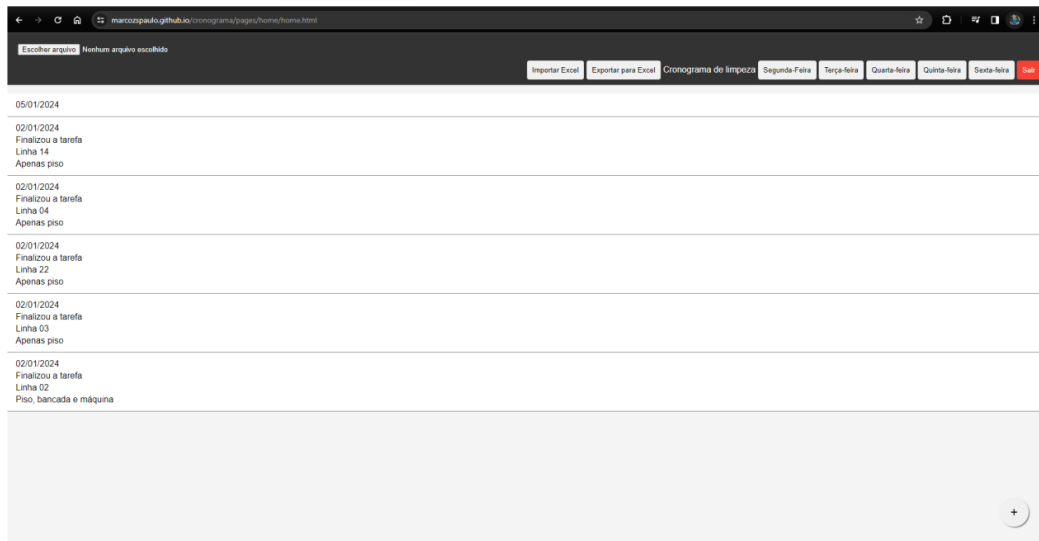 marcozspaulo.github.io/cronograma/pages/home/home.html
Escolher arquivo Nenhum arquivo escolhido
Importar Excel Exportar para Excel Cronograma de limpeza Segunda-Feira Terça-feira Quarta-feira Quinta-feira Sexta-feira Sair
05/01/2024
02/01/2024
Finalizou a tarefa
Linha 14
Apenas piso
02/01/2024
Finalizou a tarefa
Linha 04
Apenas piso
02/01/2024
Finalizou a tarefa
Linha 22
Apenas piso
02/01/2024
Finalizou a tarefa
Linha 03
Apenas piso
02/01/2024
Finalizou a tarefa
Linha 02
Piso, bancada e máquina
+